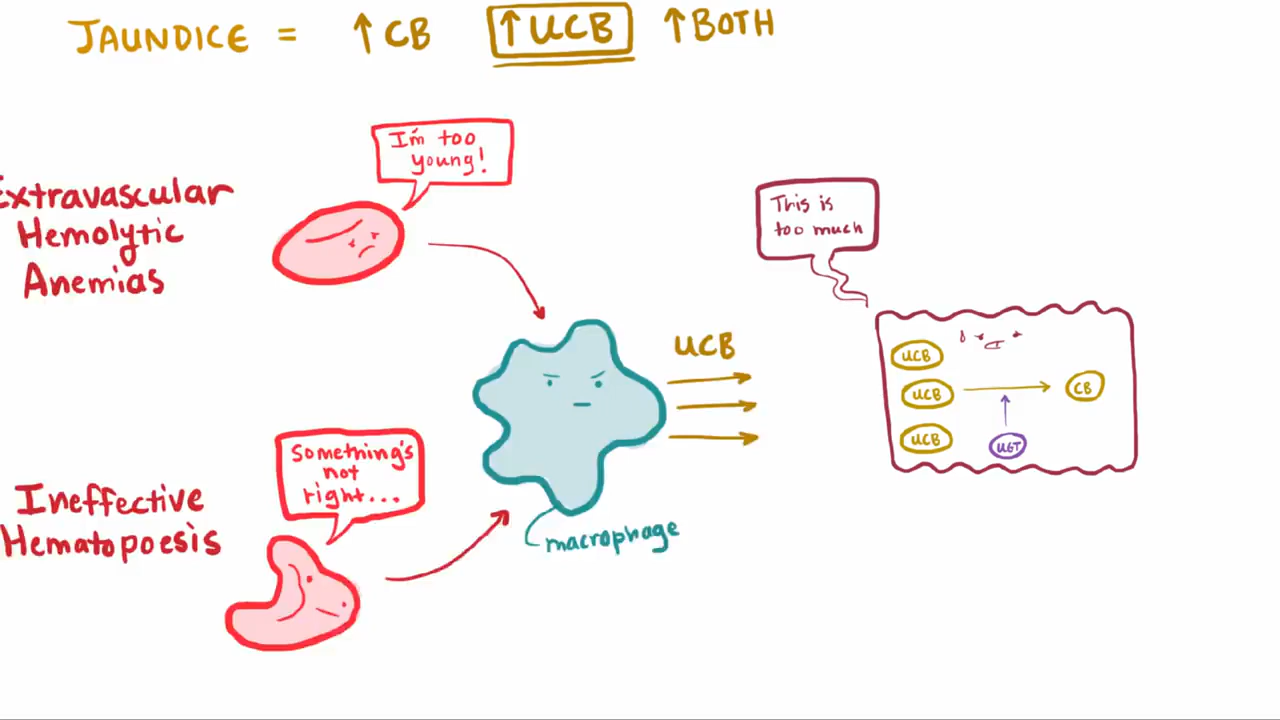 JAUNDICE = ↑CB ↑UCB ↑BOTH
I'm too
young!
Extravascular
Hemolytic
Anemias
This is
too much
UCB
UCB
UCB
CB
UCB
UGT
Something's
not
right...
Ineffective
Hematopoesis
macrophage